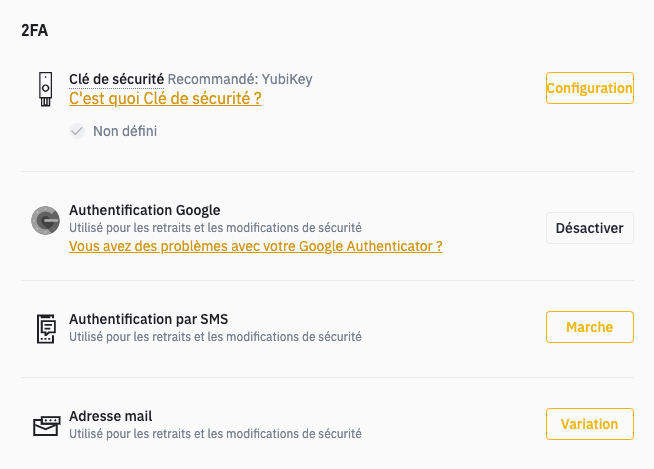 2FA
Clé de sécurité Recommandé: YubiKey
C'est quoi Clé de sécurité ?
Configuration
Non défini
Authentification Google
Utilisé pour les retraits et les modifications de sécurité
Vous avez des problèmes avec votre Google Authenticator ?
Désactiver
Authentification par SMS
Utilisé pour les retraits et les modifications de sécurité
Marche
Adresse mail
Utilisé pour les retraits et les modifications de sécurité
Variation